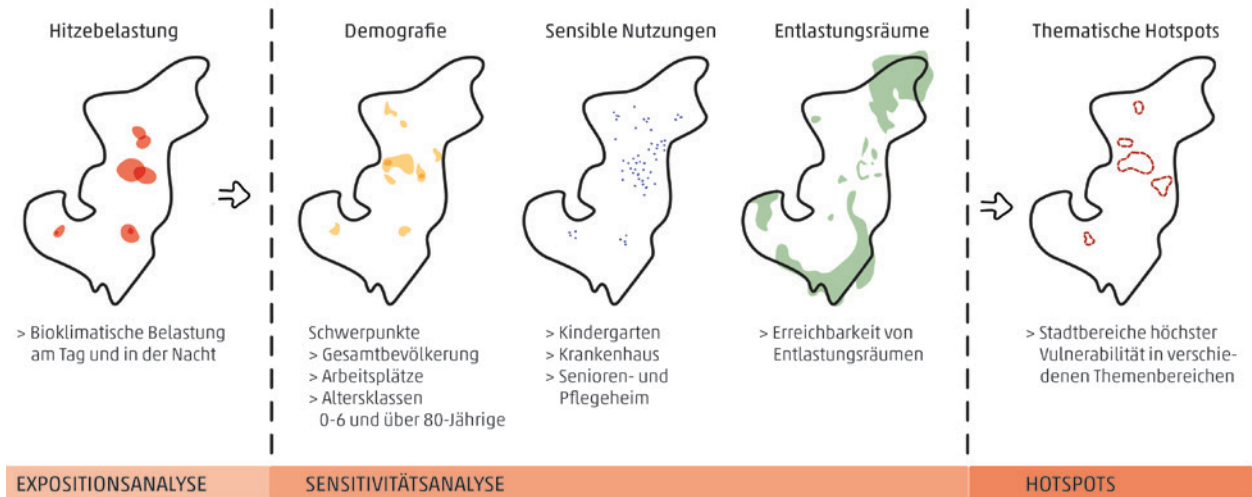 Hitzebelastung
> Bioklimatische Belastung
am Tag und in der Nacht
Demografie
Schwerpunkte
> Gesamtbevölkerung
> Arbeitsplätze
> Altersklassen
0-6 und über 80-Jährige
Sensible Nutzungen
> Kindergarten
> Krankenhaus
> Senioren- und
Pflegeheim
Entlastungsräume
> Erreichbarkeit von
Entlastungsräumen
Thematische Hotspots
> Stadtbereiche höchster
Vulnerabilität in verschie-
denen Themenbereichen
EXPOSITIONSANALYSE
SENSITIVITÄTSANALYSE
HOTSPOTS